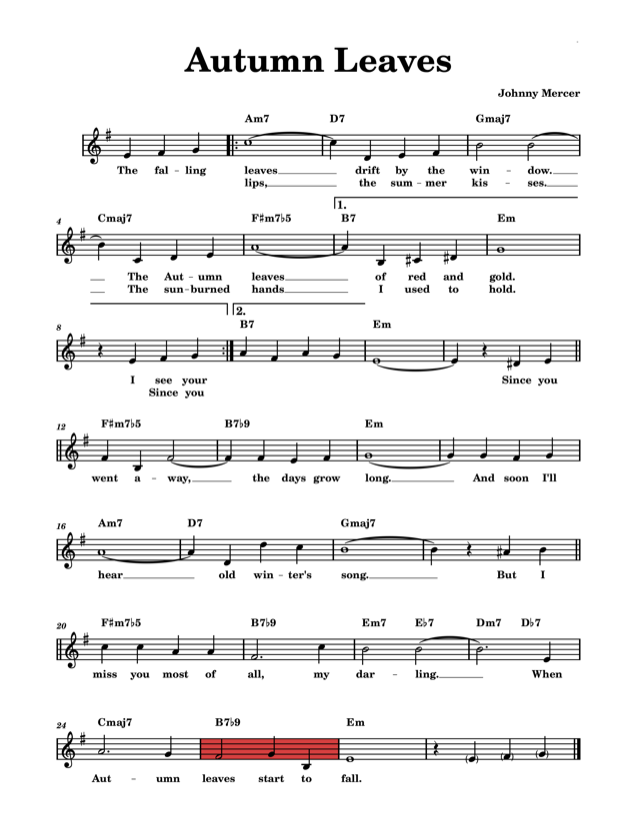 Autumn Leaves
Johnny Mercer
Am7 D7 Gmaj7
The fal – ling leaves drift by the win – dow.
lips, the sum – mer kis – ses.
1.
4 Cmaj7 F♯m7♭5 B7 Em
The Aut – umn leaves of red and gold.
The sun – burned hands I used to hold.
2.
8 B7 Em
I see your Since you
Since you
12 F♯m7♭5 B7♭9 Em
went a – way, the days grow long. And soon I'll
16 Am7 D7 Gmaj7
hear old win – ter's song. But I
20 F♯m7♭5 B7♭9 Em7 E♭7 Dm7 D♭7
miss you most of all, my dar – ling. When
24 Cmaj7 B7♭9 Em
Aut – umn leaves start to fall.